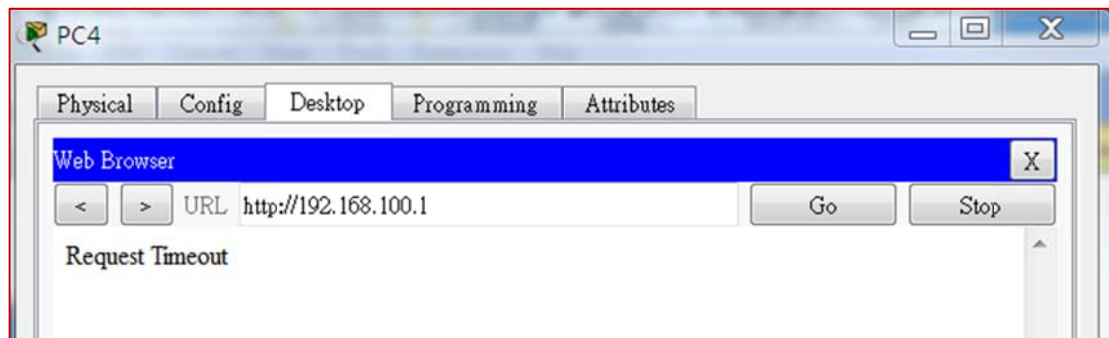 PC4
X
Physical Config Desktop Programming Attributes
Web Browser X
< > URL http://192.168.100.1 Go Stop
Request Timeout